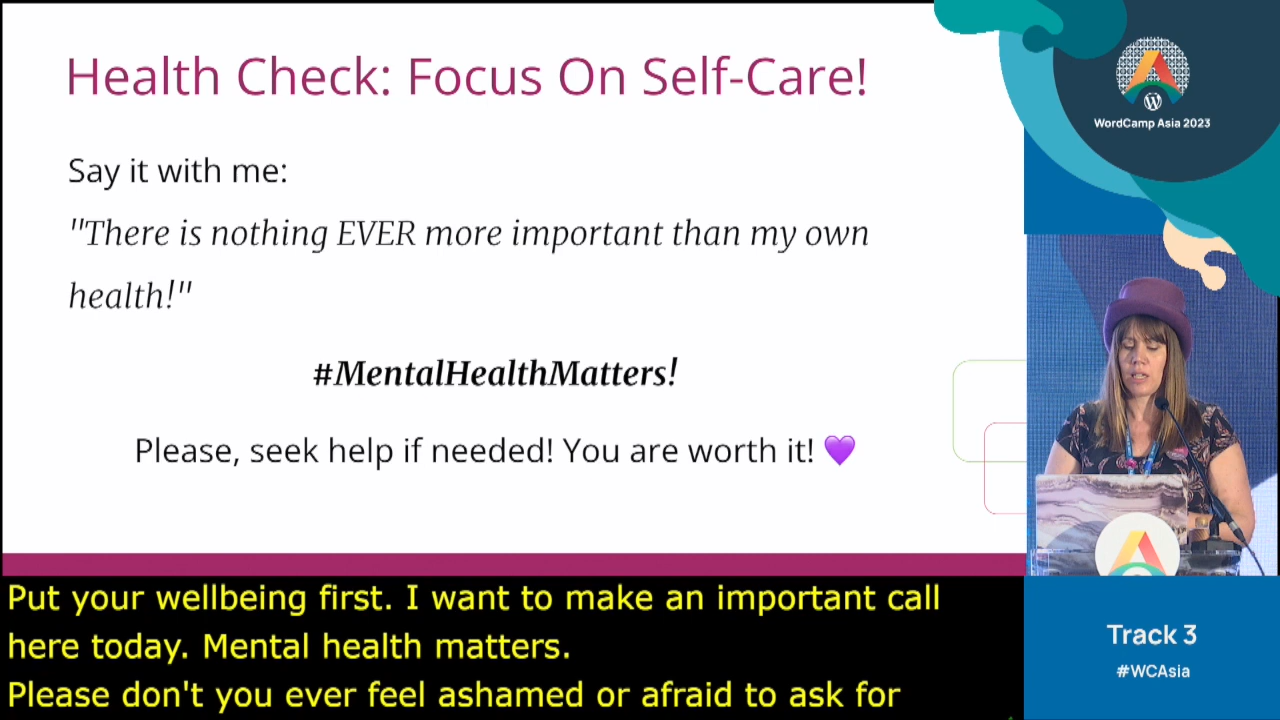 Health Check: Focus On Self-Care!
Say it with me:
"There is nothing EVER more important than my own
health!"
#MentalHealthMatters!
Please, seek help if needed! You are worth it! 💜
WordCamp Asia 2023
Put your wellbeing first. I want to make an important call
here today. Mental health matters.
Please don't you ever feel ashamed or afraid to ask for
Track 3
#WCAsia